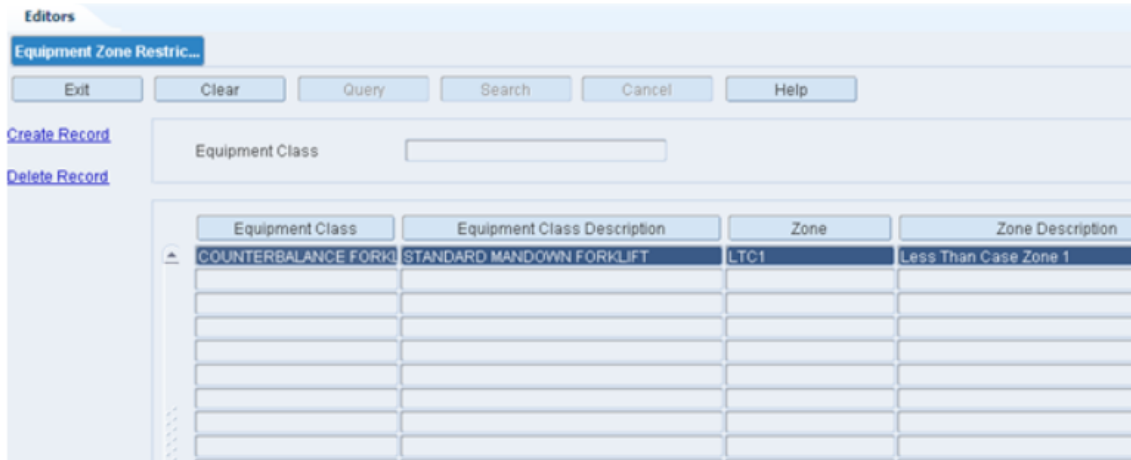 Editors
Equipment Zone Restric...
Exit Clear Query Search Cancel Help
Create Record
Equipment Class
Delete Record
Equipment Class Equipment Class Description Zone Zone Description
COUNTERBALANCE FORKL STANDARD MANDOWN FORKLIFT LTC1 Less Than Case Zone 1